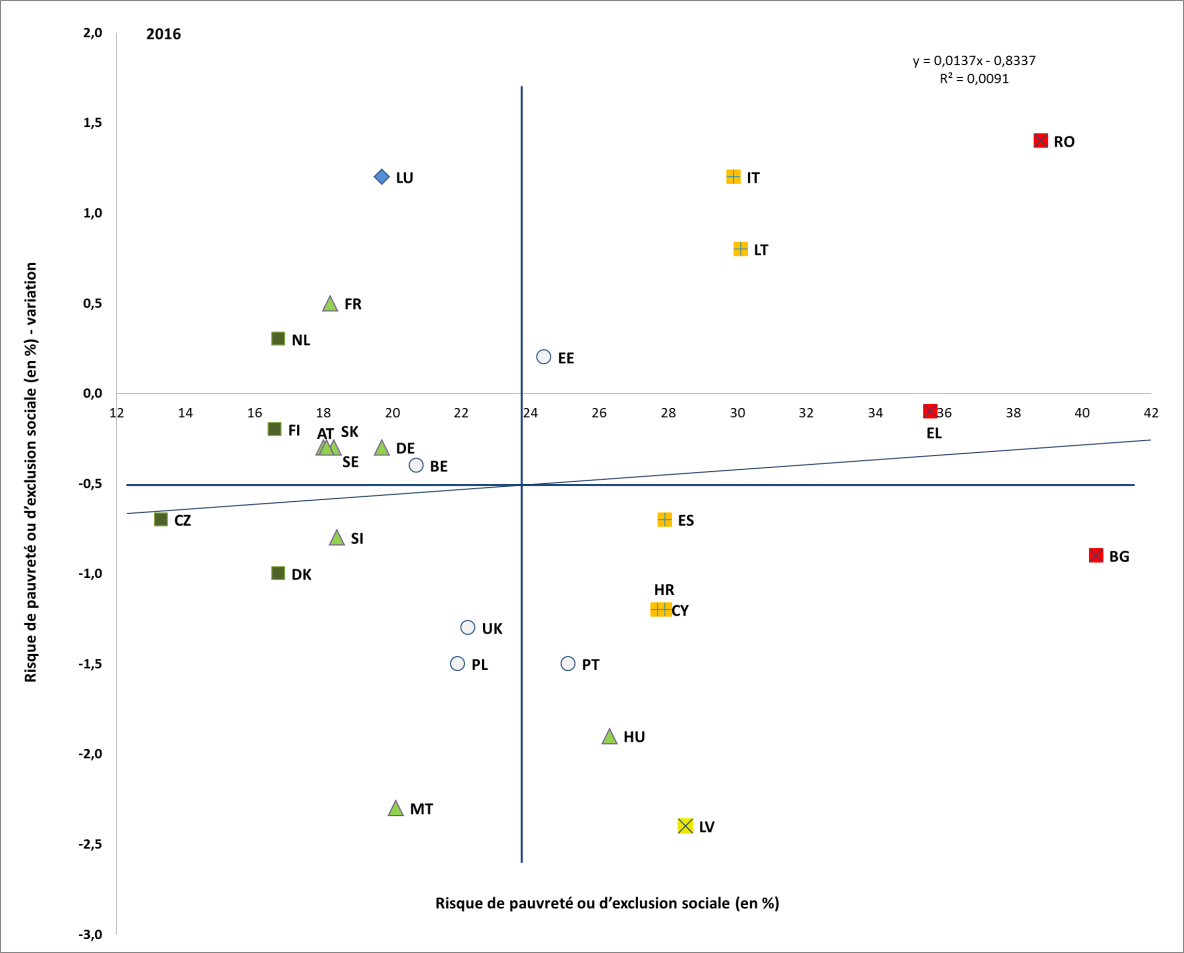 2016
y = 0,0137x - 0,8337
R² = 0,0091
2,0
1,5
1,0
0,5
0,0
-0,5
-1,0
-1,5
-2,0
-2,5
-3,0
12 14 16 18 20 22 24 26 28 30 32 34 36 38 40 42
RO
LU
IT
LT
FR
NL
EE
EL
FI
AT
SK
SE
DE
BE
CZ
ES
SI
BG
DK
HR
CY
UK
PL
PT
HU
MT
LV
Risque de pauvreté ou d’exclusion sociale (en %) - variation
Risque de pauvreté ou d’exclusion sociale (en %)